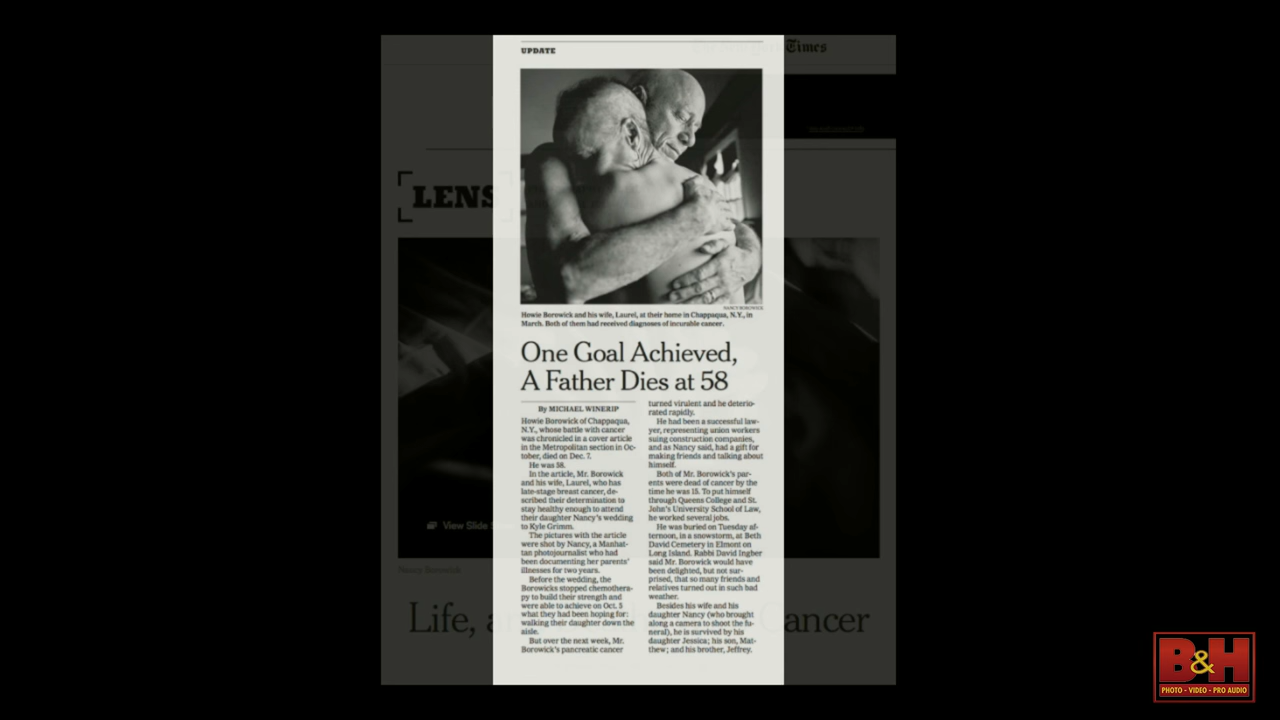 UPDATE
Times
LENS
NANCY BOROWICK
Howie Borowick and his wife, Laurel, at their home in Chappaqua, N.Y., in
March. Both of them had received diagnoses of incurable cancer.
One Goal Achieved,
A Father Dies at 58
By MICHAEL WINERIP
Howie Borowick of Chappaqua,
N.Y., whose battle with cancer
was chronicled in a cover article
in the Metropolitan section in Oc-
tober, died on Dec. 7.
He was 58.
In the article, Mr. Borowick
and his wife, Laurel, who has
late-stage breast cancer, de-
scribed their determination to
stay healthy enough to attend
their daughter Nancy's wedding
to Kyle Grimm.
The pictures with the article
were shot by Nancy, a Manhat-
tan photojournalist who had
been documenting her parents'
illnesses for two years.
Before the wedding, the
Borowicks stopped chemothera-
py to build their strength and
were able to achieve on Oct. 5
what they had been hoping for:
walking their daughter down the
aisle.
But over the next week, Mr.
Borowick's pancreatic cancer
turned virulent and he deterio-
rated rapidly.
He had been a successful law-
yer, representing union workers
suing construction companies,
and as Nancy said, had a gift for
making friends and talking about
himself.
Both of Mr. Borowick's par-
ents were dead of cancer by the
time he was 15. To put himself
through Queens College and St.
John's University School of Law,
he worked several jobs.
He was buried on Tuesday af-
ternoon, in a snowstorm, at Beth
David Cemetery in Elmont on
Long Island. Rabbi David Ingber
said Mr. Borowick would have
been delighted, but not sur-
prised, that so many friends and
relatives turned out in such bad
weather.
Besides his wife and his
daughter Nancy (who brought
along a camera to shoot the fu-
neral), he is survived by his
daughter Jessica; his son, Mat-
thew; and his brother, Jeffrey.
View Slide
Nancy Borowick
Life, a
Cancer
B&H
PHOTO - VIDEO - PRO AUDIO